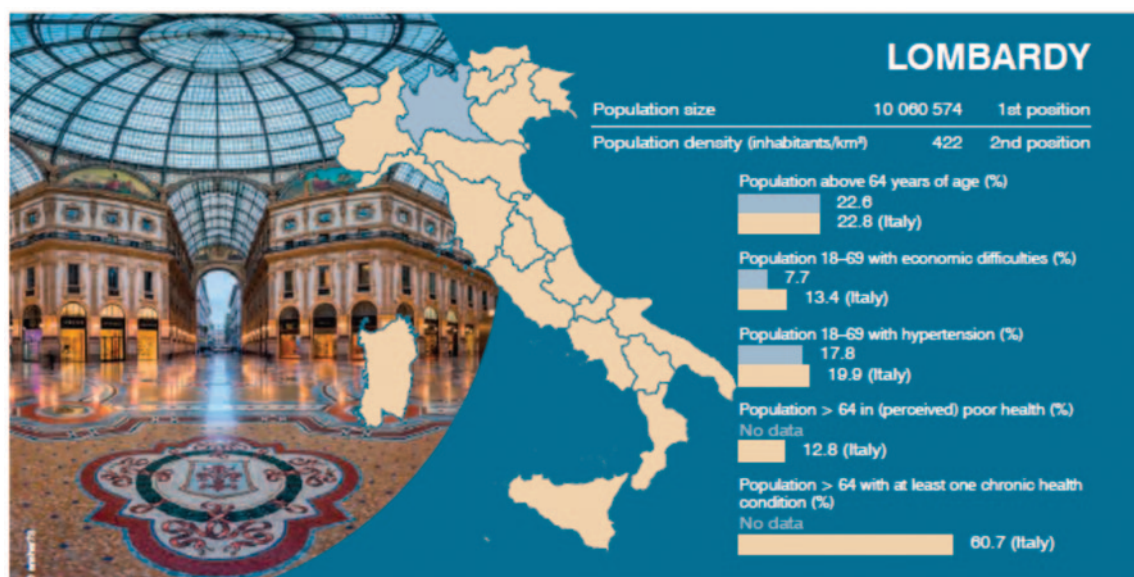 LOMBARDY
Population size 10 060 574 1st position
Population density (inhabitants/km²) 422 2nd position
Population above 64 years of age (%)
22.6
22.8 (Italy)
Population 18–69 with economic difficulties (%)
7.7
13.4 (Italy)
Population 18–69 with hypertension (%)
17.8
19.9 (Italy)
Population > 64 in (perceived) poor health (%)
No data
12.8 (Italy)
Population > 64 with at least one chronic health
condition (%)
No data
60.7 (Italy)